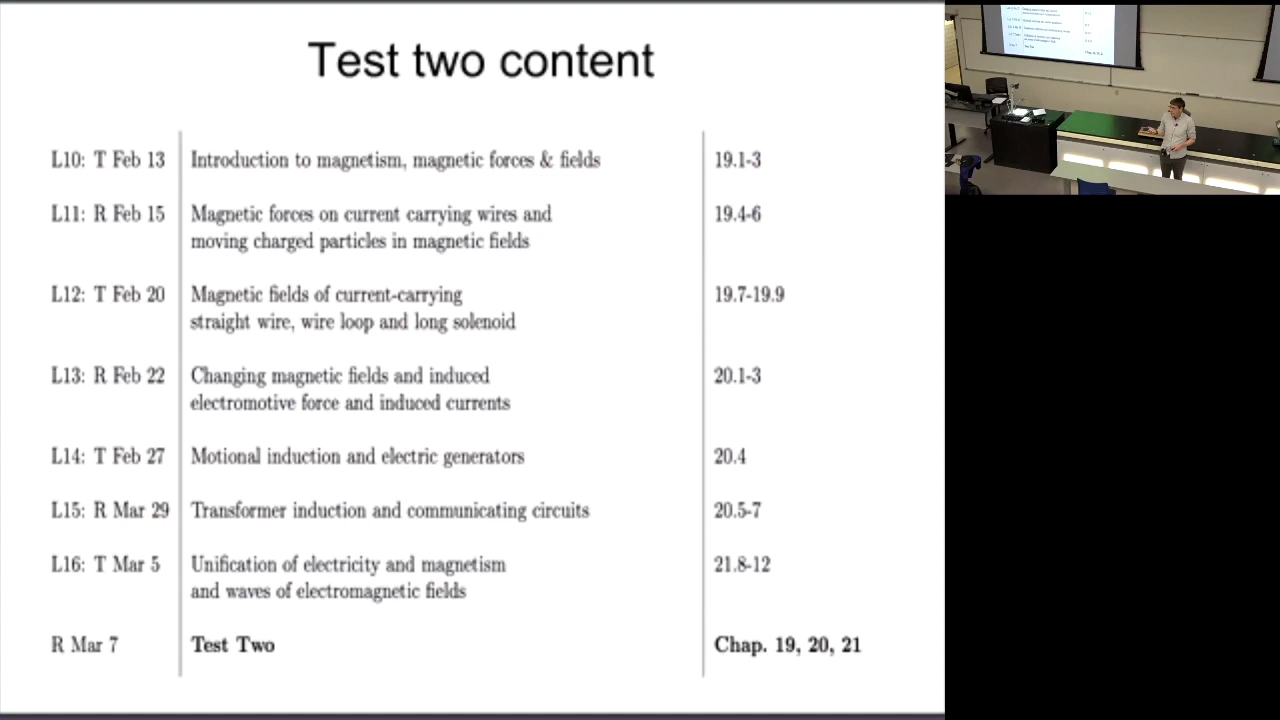 Test two content
L10: T Feb 13 Introduction to magnetism, magnetic forces & fields 19.1-3
L11: R Feb 15 Magnetic forces on current carrying wires and 19.4-6
moving charged particles in magnetic fields
L12: T Feb 20 Magnetic fields of current-carrying 19.7-19.9
straight wire, wire loop and long solenoid
L13: R Feb 22 Changing magnetic fields and induced 20.1-3
electromotive force and induced currents
L14: T Feb 27 Motional induction and electric generators 20.4
L15: R Mar 29 Transformer induction and communicating circuits 20.5-7
L16: T Mar 5 Unification of electricity and magnetism 21.8-12
and waves of electromagnetic fields
R Mar 7 Test Two Chap. 19, 20, 21